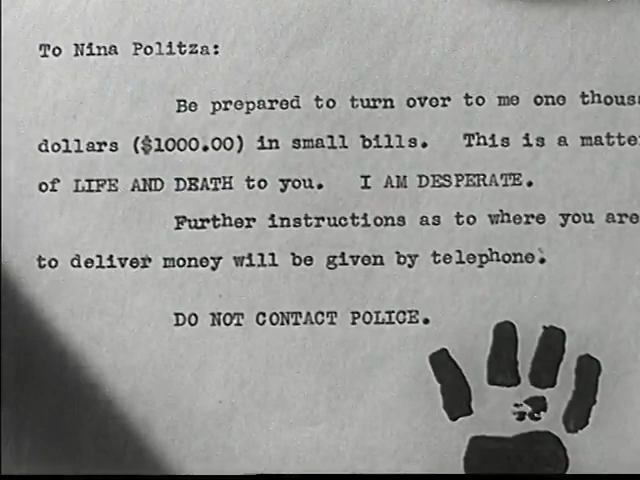 To Nina Politza:
Be prepared to turn over to me one thous
dollars ($1000.00) in small bills. This is a matte
of LIFE AND DEATH to you. I AM DESPERATE.
Further instructions as to where you are
to deliver money will be given by telephone.
DO NOT CONTACT POLICE.